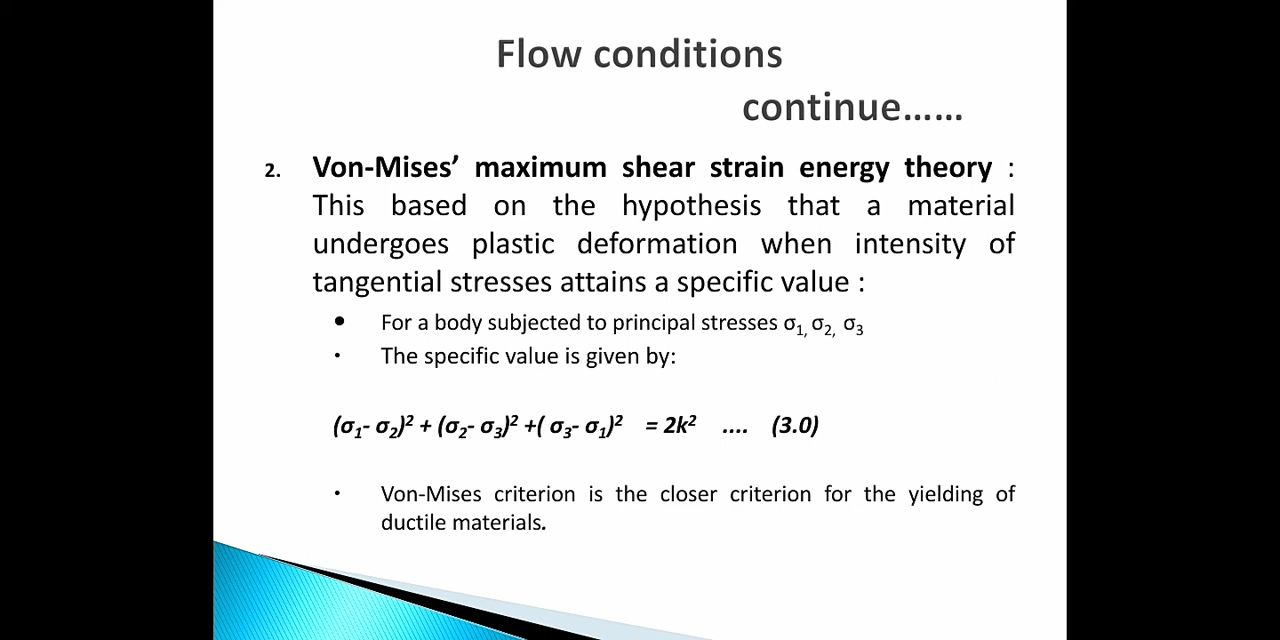 Flow conditions
continue......
2. Von-Mises’ maximum shear strain energy theory :
This based on the hypothesis that a material
undergoes plastic deformation when intensity of
tangential stresses attains a specific value :
• For a body subjected to principal stresses σ₁, σ₂, σ₃
• The specific value is given by:
(σ₁- σ₂)² + (σ₂- σ₃)² +( σ₃- σ₁)² = 2k² .... (3.0)
• Von-Mises criterion is the closer criterion for the yielding of
ductile materials.